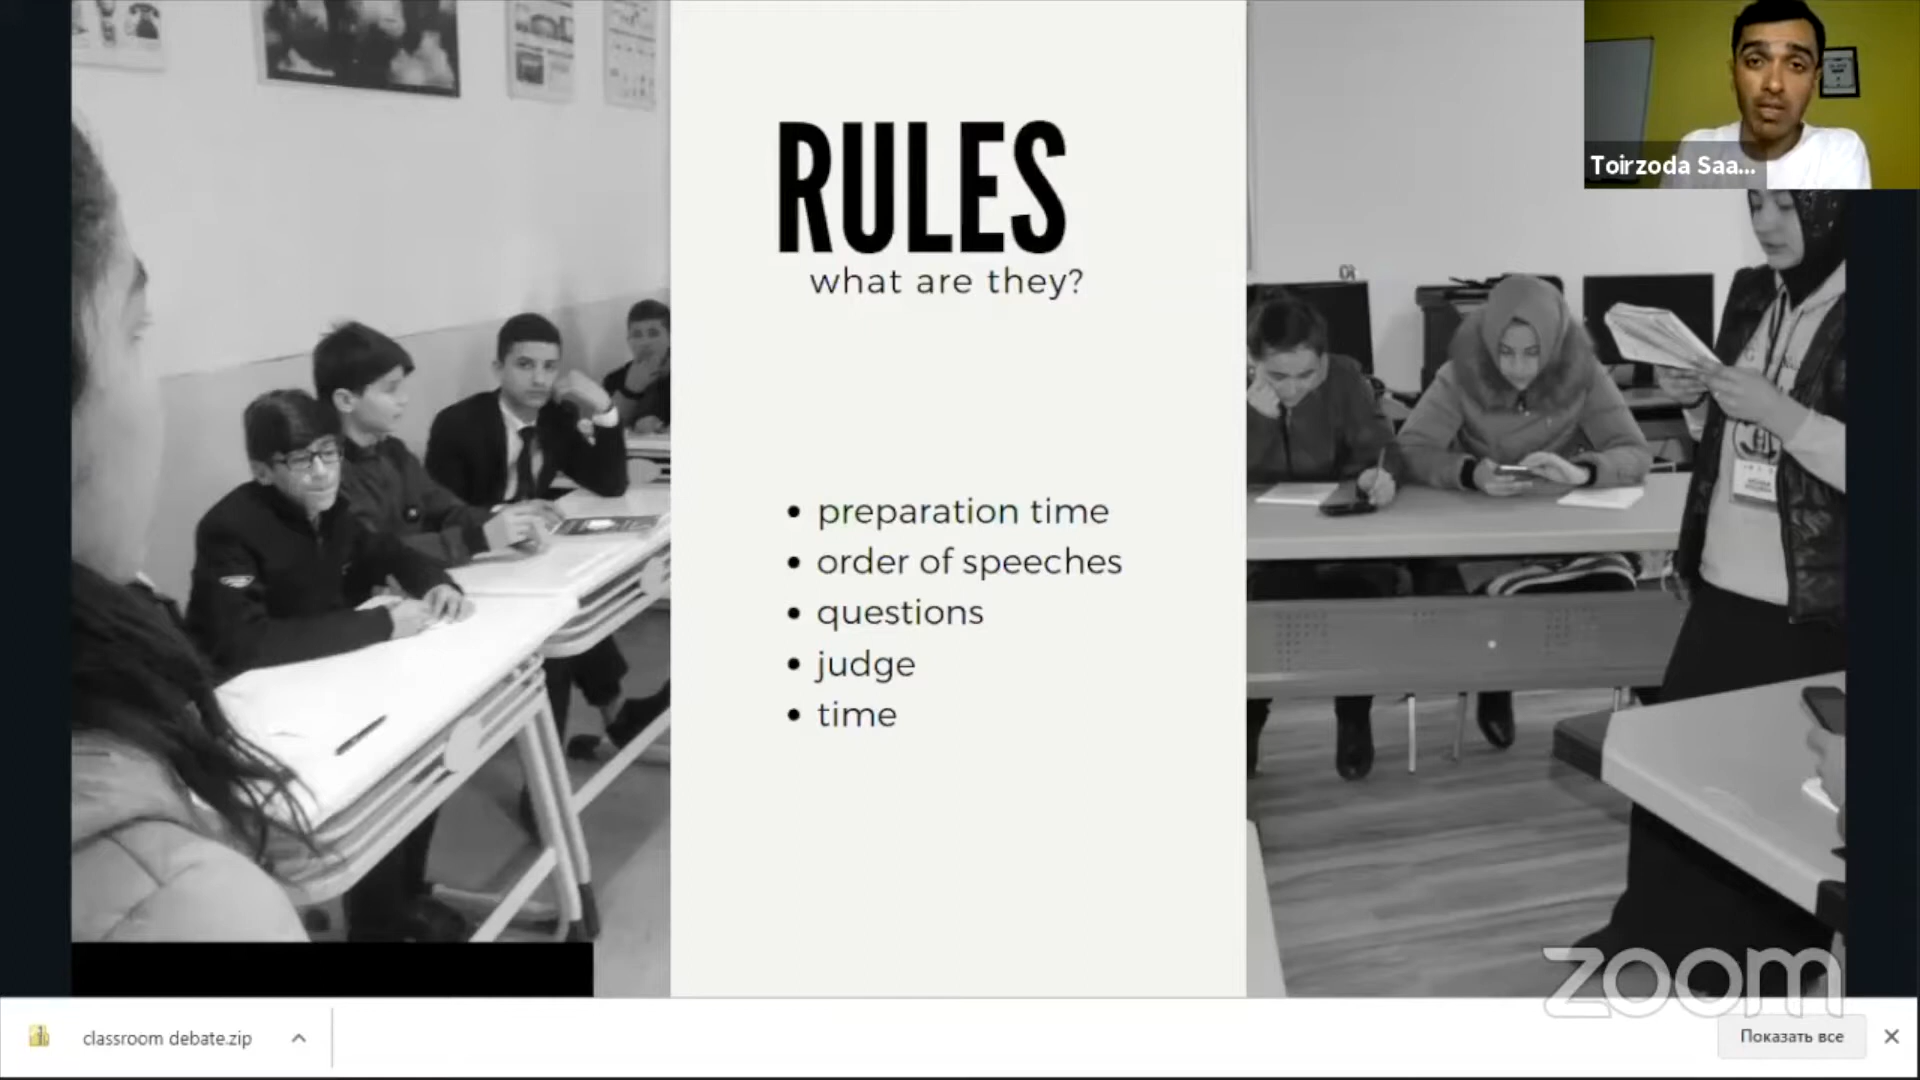 RULES
what are they?
• preparation time
• order of speeches
• questions
• judge
• time
Toirzoda Saa...
zoom
classroom debate.zip
Показать все